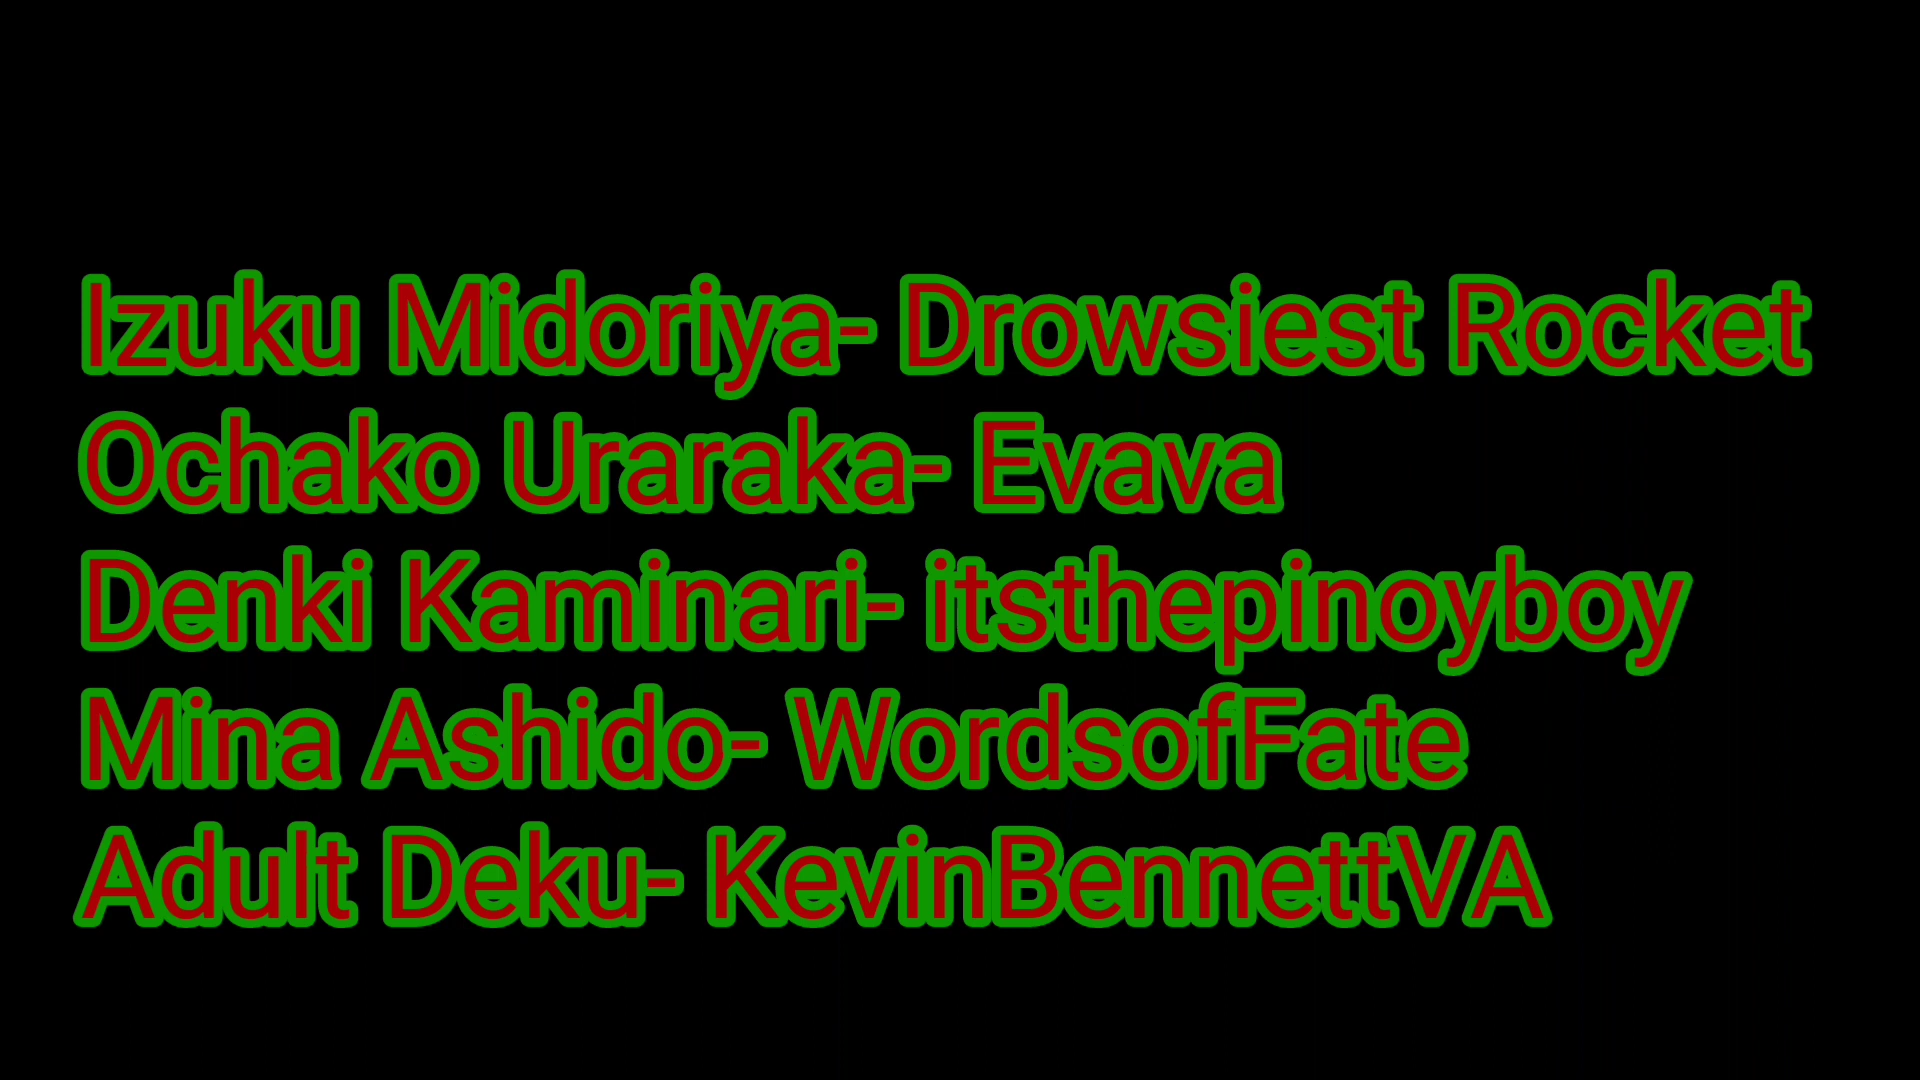 Izuku Midoriya- Drowsiest Rocket
Ochako Uraraka- Evava
Denki Kaminari- itsthepinoyboy
Mina Ashido- WordsofFate
Adult Deku- KevinBennettVA